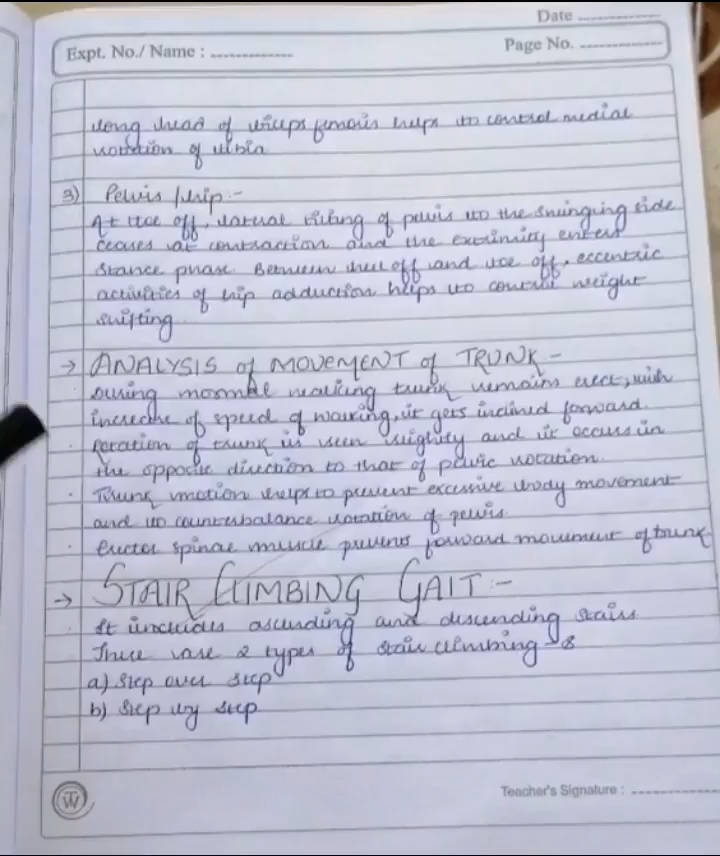 Date
Expt. No./ Name :
Page No.
long head of biceps femoris helps to control medial
rotation of tibia
3) Pelvis /hip :-
At toe off, lateral tilting of pelvis to the swinging side
ceases at contraction and the extrimity enters
stance phase. Between heel off and toe off, eccentric
activities of hip adduction helps to control weight
shifting.
→ ANALYSIS of MOVEMENT of TRUNK -
· During normal walking trunk remains erect, with
increase of speed of walking, it gets inclined forward.
· Rotation of trunk is seen slightly and it occurs in
the opposite direction to that of pelvic rotation.
· Trunk motion helps to prevent excessive body movement
and to counterbalance rotation of pelvis.
· Erector spinae muscle prevents forward movement of trunk
→ STAIR CLIMBING GAIT :-
· It includes ascending and descending stairs
· There are 2 types of stair climbing -
a) Step over step
b) Step by step
TW
Teacher's Signature :